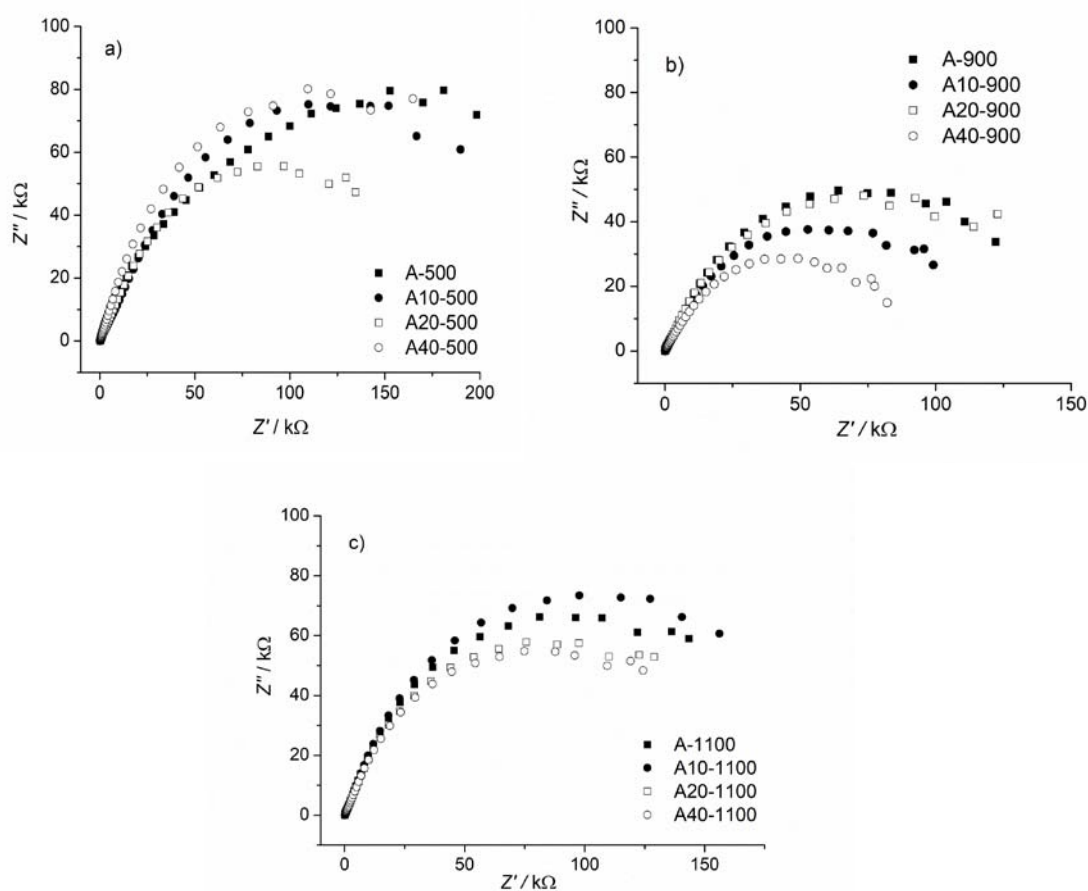 a)
100
80
60
40
20
0
Z'' / kΩ
A-500
A10-500
A20-500
A40-500
0 50 100 150 200
Z' / kΩ
b)
100
80
60
40
20
0
Z'' / kΩ
A-900
A10-900
A20-900
A40-900
0 50 100 150
Z' / kΩ
c)
100
80
60
40
20
0
Z'' / kΩ
A-1100
A10-1100
A20-1100
A40-1100
0 50 100 150
Z' / kΩ